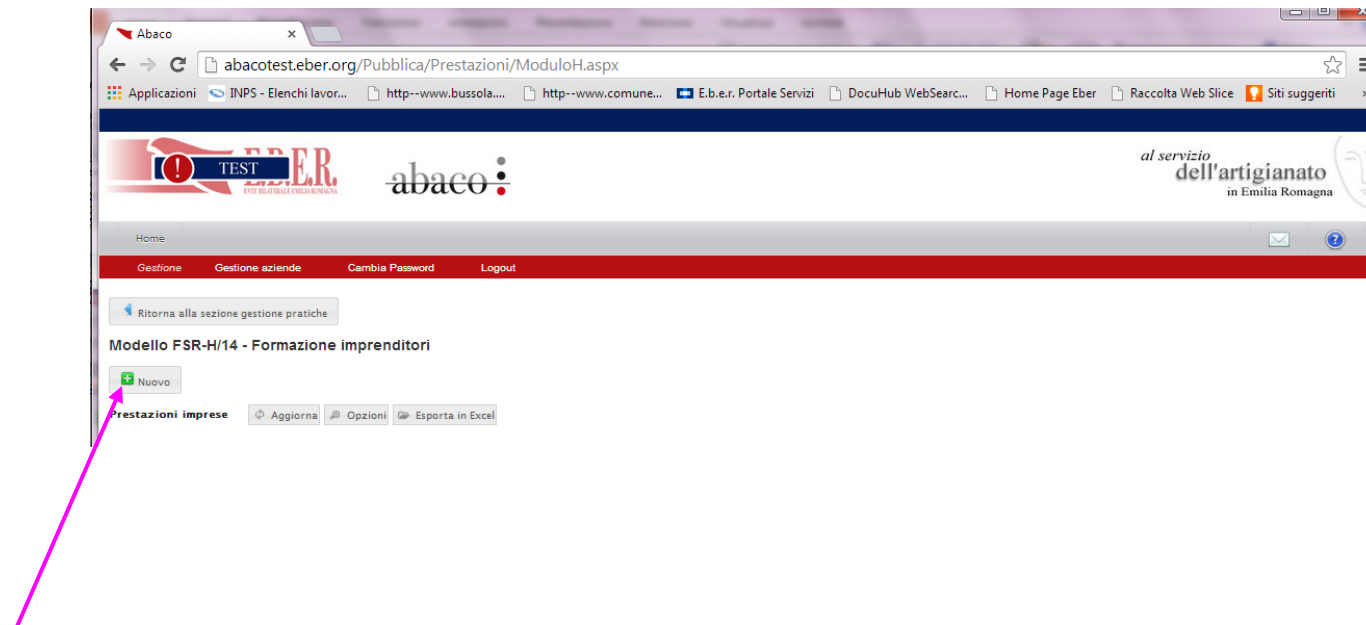 Abaco
abacotest.eber.org/Pubblica/Prestazioni/ModuloH.aspx
Applicazioni INPS - Elenchi lavor... http--www.bussola.... http--www.comune... E.b.e.r. Portale Servizi DocuHub WebSearc... Home Page Eber Raccolta Web Slice Siti suggeriti
TEST E.B.E.R.
ENTE BILATERALE EMILIA ROMAGNA
abaco
al servizio
dell'artigianato
in Emilia Romagna
Home
Gestione Gestione aziende Cambia Password Logout
Ritorna alla sezione gestione pratiche
Modello FSR-H/14 - Formazione imprenditori
Nuovo
Prestazioni imprese Aggiorna Opzioni Esporta in Excel